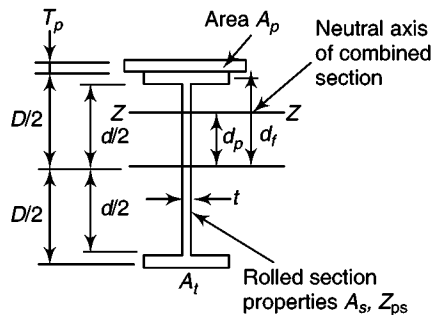 T_p
Area A_p
Neutral axis
of combined
section
D/2
d/2
Z
Z
d_p
d_f
D/2
d/2
t
A_t
Rolled section
properties A_s, Z_ps